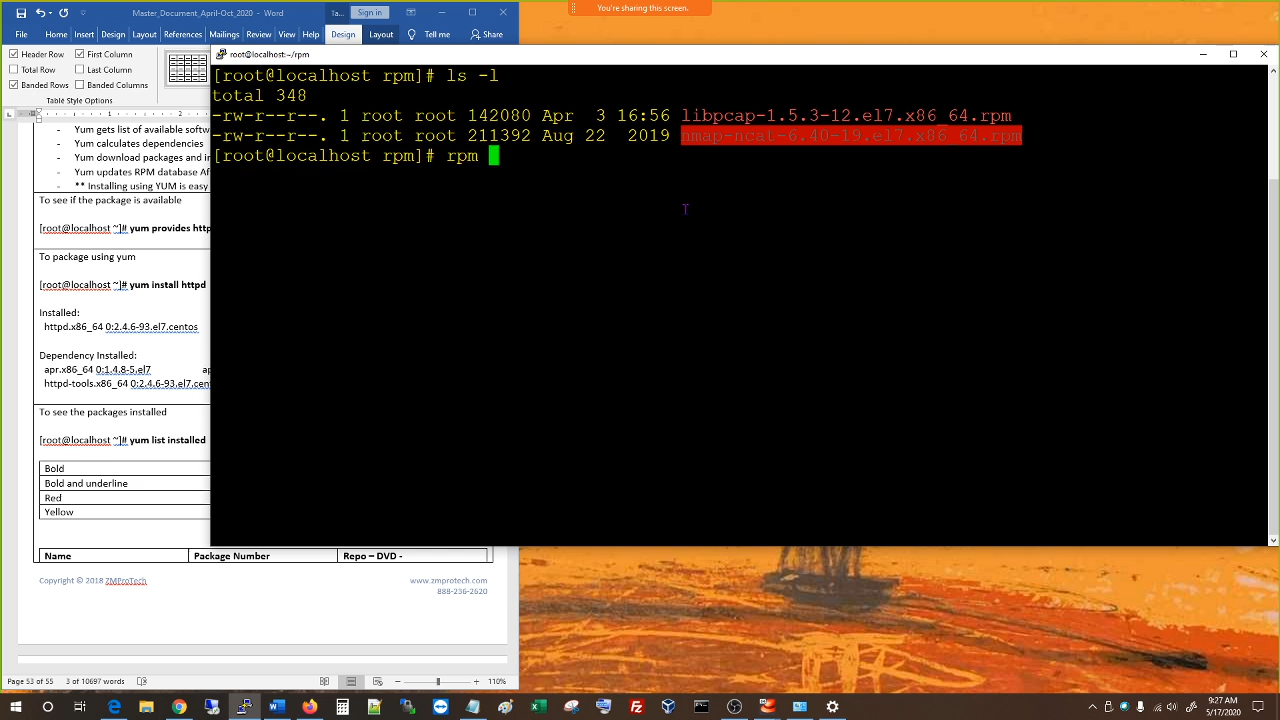 You're sharing this screen.
Master_Document_April-Oct_2020 - Word
Ta...
Sign in
File Home Insert Design Layout References Mailings Review View Help Design Layout Tell me Share
Header Row First Column
Total Row Last Column
Banded Rows Banded Columns
Table Style Options
root@localhost:~/rpm
[root@localhost rpm]# ls -l
total 348
-rw-r--r--. 1 root root 142080 Apr  3 16:56 libpcap-1.5.3-12.el7.x86_64.rpm
-rw-r--r--. 1 root root 211392 Aug 22  2019 nmap-ncat-6.40-19.el7.x86_64.rpm
[root@localhost rpm]# rpm
- Yum gets list of available softw
- Yum calculates dependencies
- Yum download packages and in
- Yum updates RPM database Af
- ** Installing using YUM is easy
To see if the package is available
[root@localhost ~]# yum provides http
To package using yum
[root@localhost ~]# yum install httpd
Installed:
httpd.x86_64 0:2.4.6-93.el7.centos
Dependency Installed:
apr.x86_64 0:1.4.8-5.el7 ap
httpd-tools.x86_64 0:2.4.6-93.el7.cent
To see the packages installed
[root@localhost ~]# yum list installed
Bold
Bold and underline
Red
Yellow
Name Package Number Repo – DVD -
Copyright © 2018 ZMProTech www.zmprotech.com
888-236-2620
Page 53 of 55 3 of 10697 words 110%
9:27 AM
5/17/2020